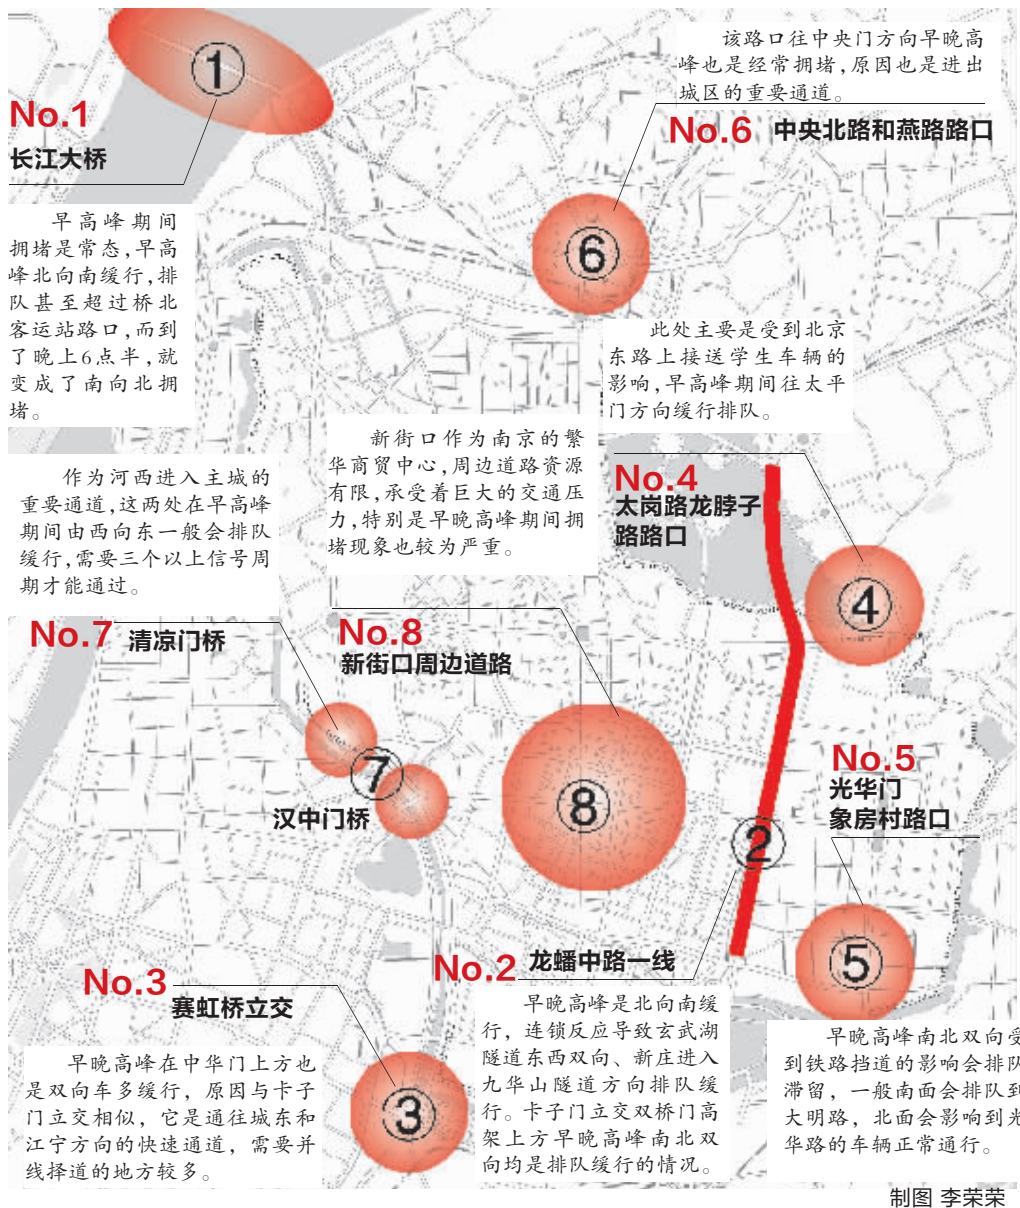 ①
No.1
长江大桥
早高峰期间
拥堵是常态,早高
峰北向南缓行,排
队甚至超过桥北
客运站路口,而到
了晚上6点半,就
变成了南向北拥
堵。
该路口往中央门方向早晚高
峰也是经常拥堵,原因也是进出
城区的重要通道。
No.6 中央北路和燕路路口
⑥
此处主要是受到北京
东路上接送学生车辆的
影响,早高峰期间往太平
门方向缓行排队。
No.4
太岗路龙脖子
路路口
④
新街口作为南京的繁
华商贸中心,周边道路资源
有限,承受着巨大的交通压
力,特别是早晚高峰期间拥
堵现象也较为严重。
No.8
新街口周边道路
⑧
作为河西进入主城的
重要通道,这两处在早高峰
期间由西向东一般会排队
缓行,需要三个以上信号周
期才能通过。
No.7 清凉门桥
⑦
汉中门桥
No.5
光华门
象房村路口
⑤
早晚高峰南北双向受
到铁路挡道的影响会排队
滞留，一般南面会排队到
大明路，北面会影响到光
华路的车辆正常通行。
②
No.2 龙蟠中路一线
早晚高峰是北向南缓
行，连锁反应导致玄武湖
隧道东西双向、新庄进入
九华山隧道方向排队缓
行。卡子门立交双桥门高
架上方早晚高峰南北双
向均是排队缓行的情况。
No.3
赛虹桥立交
③
早晚高峰在中华门上方也
是双向车多缓行，原因与卡子
门立交相似，它是通往城东和
江宁方向的快速通道，需要并
线择道的地方较多。
制图 李荣荣